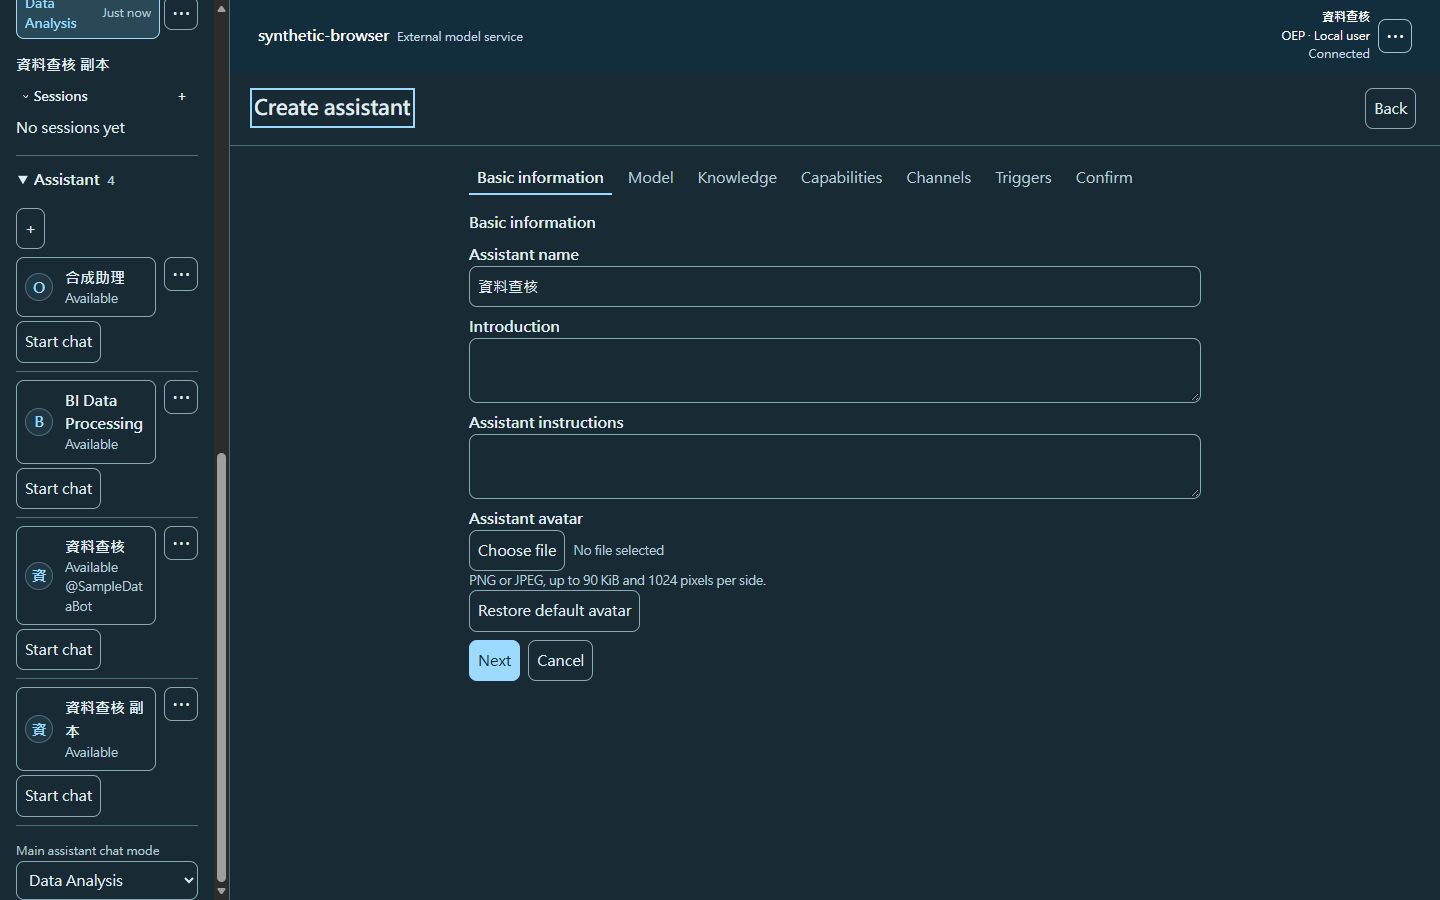 Data
Analysis
Just now
資料查核 副本
Sessions
+
No sessions yet
Assistant 4
+
O
合成助理
Available
Start chat
B
BI Data
Processing
Available
Start chat
資
資料查核
Available
@SampleDat
aBot
Start chat
資
資料查核 副
本
Available
Start chat
Main assistant chat mode
Data Analysis
synthetic-browser External model service
資料查核
OEP · Local user
Connected
Create assistant
Back
Basic information Model Knowledge Capabilities Channels Triggers Confirm
Basic information
Assistant name
資料查核
Introduction
Assistant instructions
Assistant avatar
Choose file No file selected
PNG or JPEG, up to 90 KiB and 1024 pixels per side.
Restore default avatar
Next Cancel